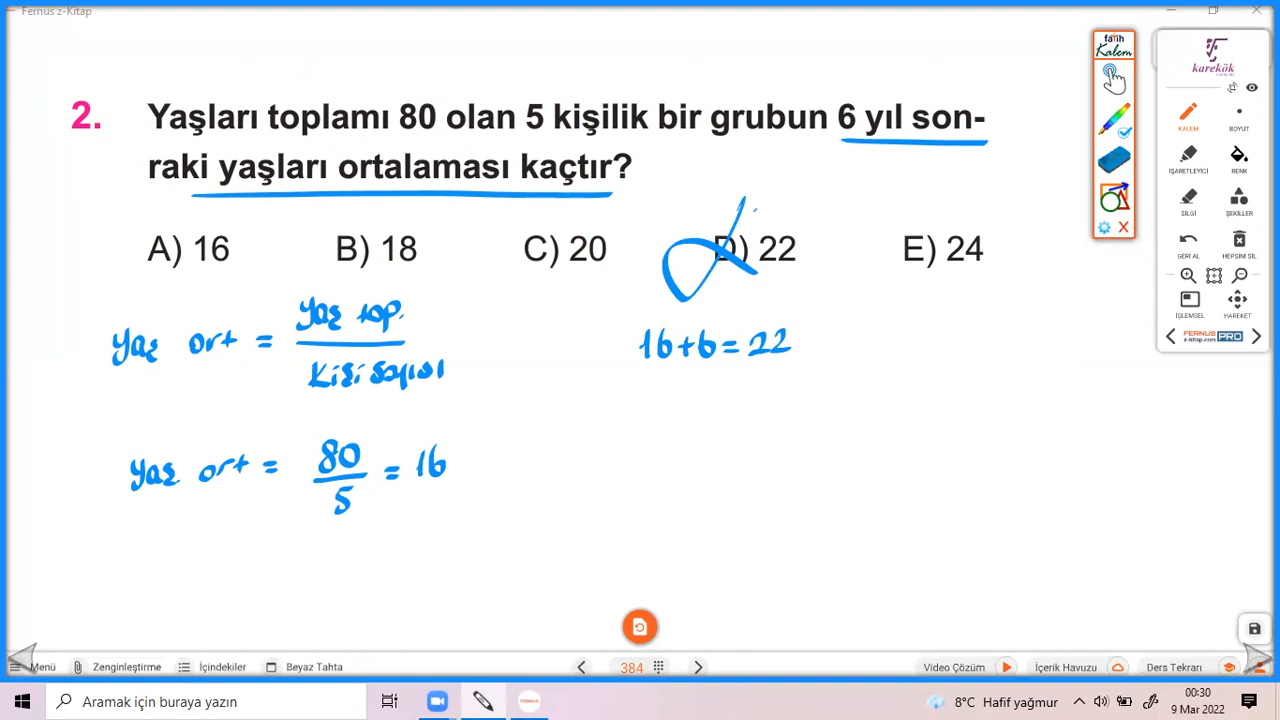 Fernus z-Kitap
fatih
Kalem
karekök
2. Yaşları toplamı 80 olan 5 kişilik bir grubun 6 yıl son-
raki yaşları ortalaması kaçtır?
A) 16 B) 18 C) 20 D) 22 E) 24
Yaş ort = Yaş top. / Kişi sayısı
16+6=22
Yaş ort = 80/5 = 16
KALEM BOYUT
İŞARETLEYİCİ RENK
SİLGİ ŞEKİLLER
GERİ AL HEPSİNİ SİL
İŞLEMSEL HAREKET
FERNUS PRO
z-kitap.com
Menü Zenginleştirme İçindekiler Beyaz Tahta 384 Video Çözüm İçerik Havuzu Ders Tekrarı
Aramak için buraya yazın FERNUS 8°C Hafif yağmur 00:30
9 Mar 2022